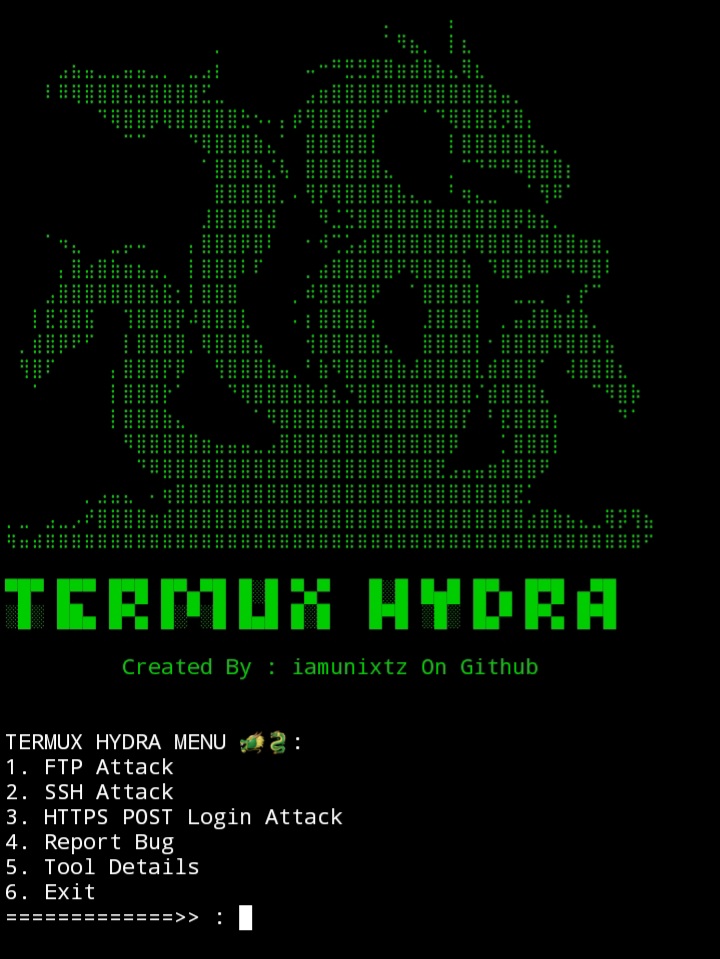 TERMUX HYDRA
Created By : iamunixtz On Github
TERMUX HYDRA MENU 🐲🐉:
1. FTP Attack
2. SSH Attack
3. HTTPS POST Login Attack
4. Report Bug
5. Tool Details
6. Exit
=============>> :